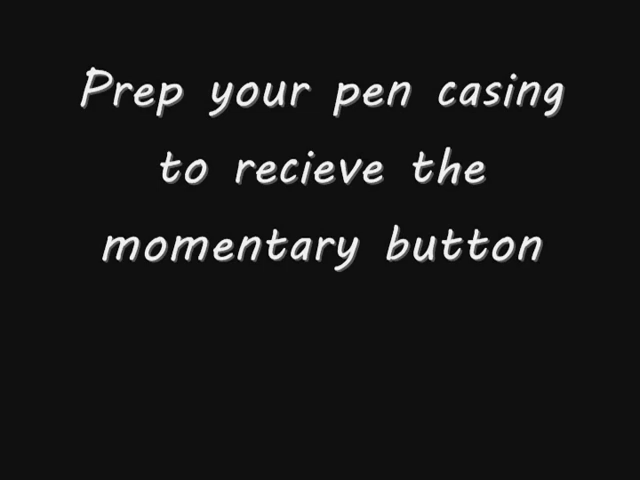 Prep your pen casing
to recieve the
momentary button